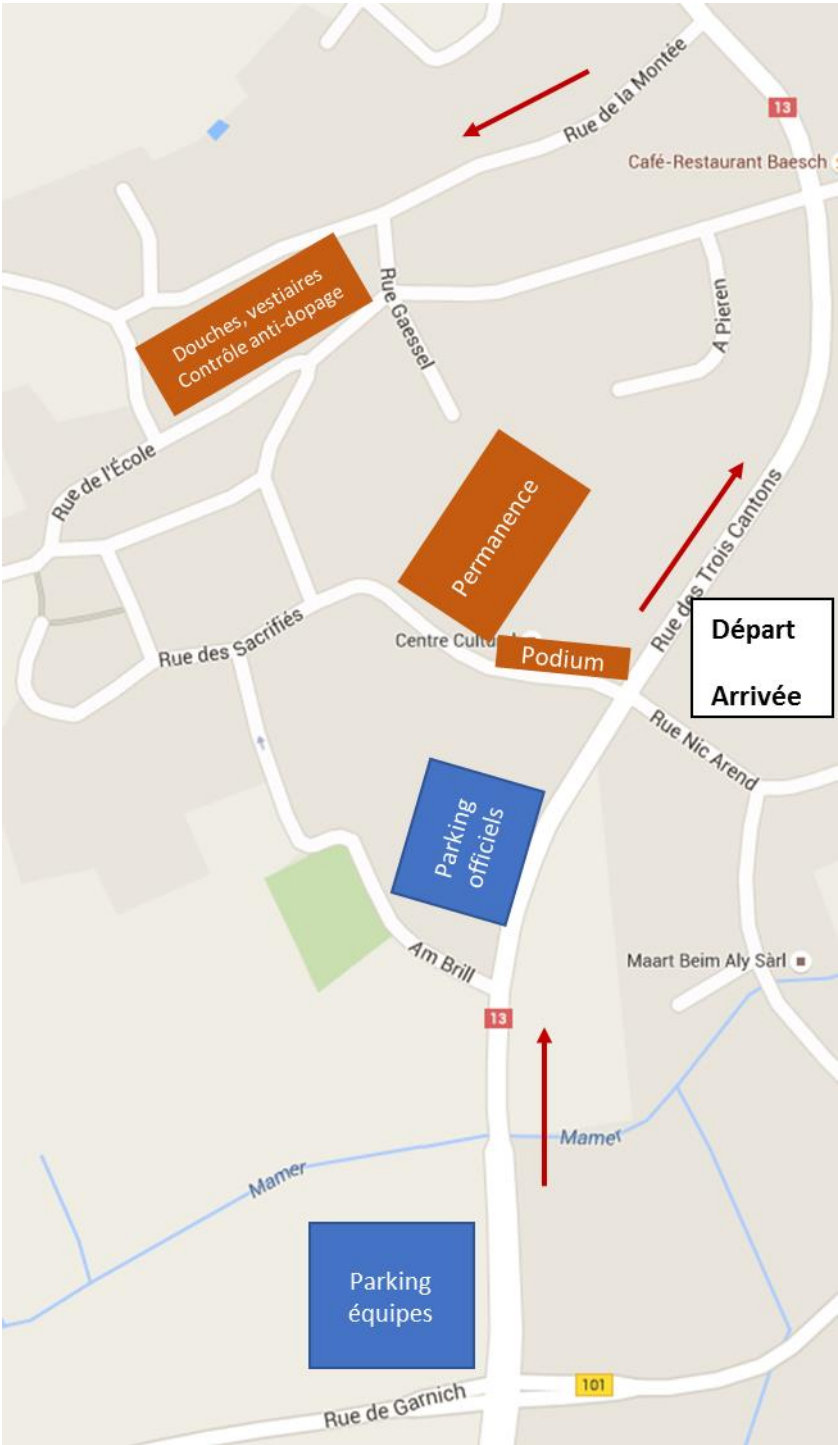 Rue de la Montée
13
Café-Restaurant Baesch
Douches, vestiaires
Contrôle anti-dopage
Rue Gaessel
A Pieren
Rue de l'École
Permanence
Rue des Trois Cantons
Départ
Arrivée
Rue des Sacrifiés
Centre Cultu
Podium
Rue Nic Arend
Parking
officiels
Am Brill
Maart Beim Aly Sàrl
13
Mamer
Mamer
Parking
équipes
101
Rue de Garnich